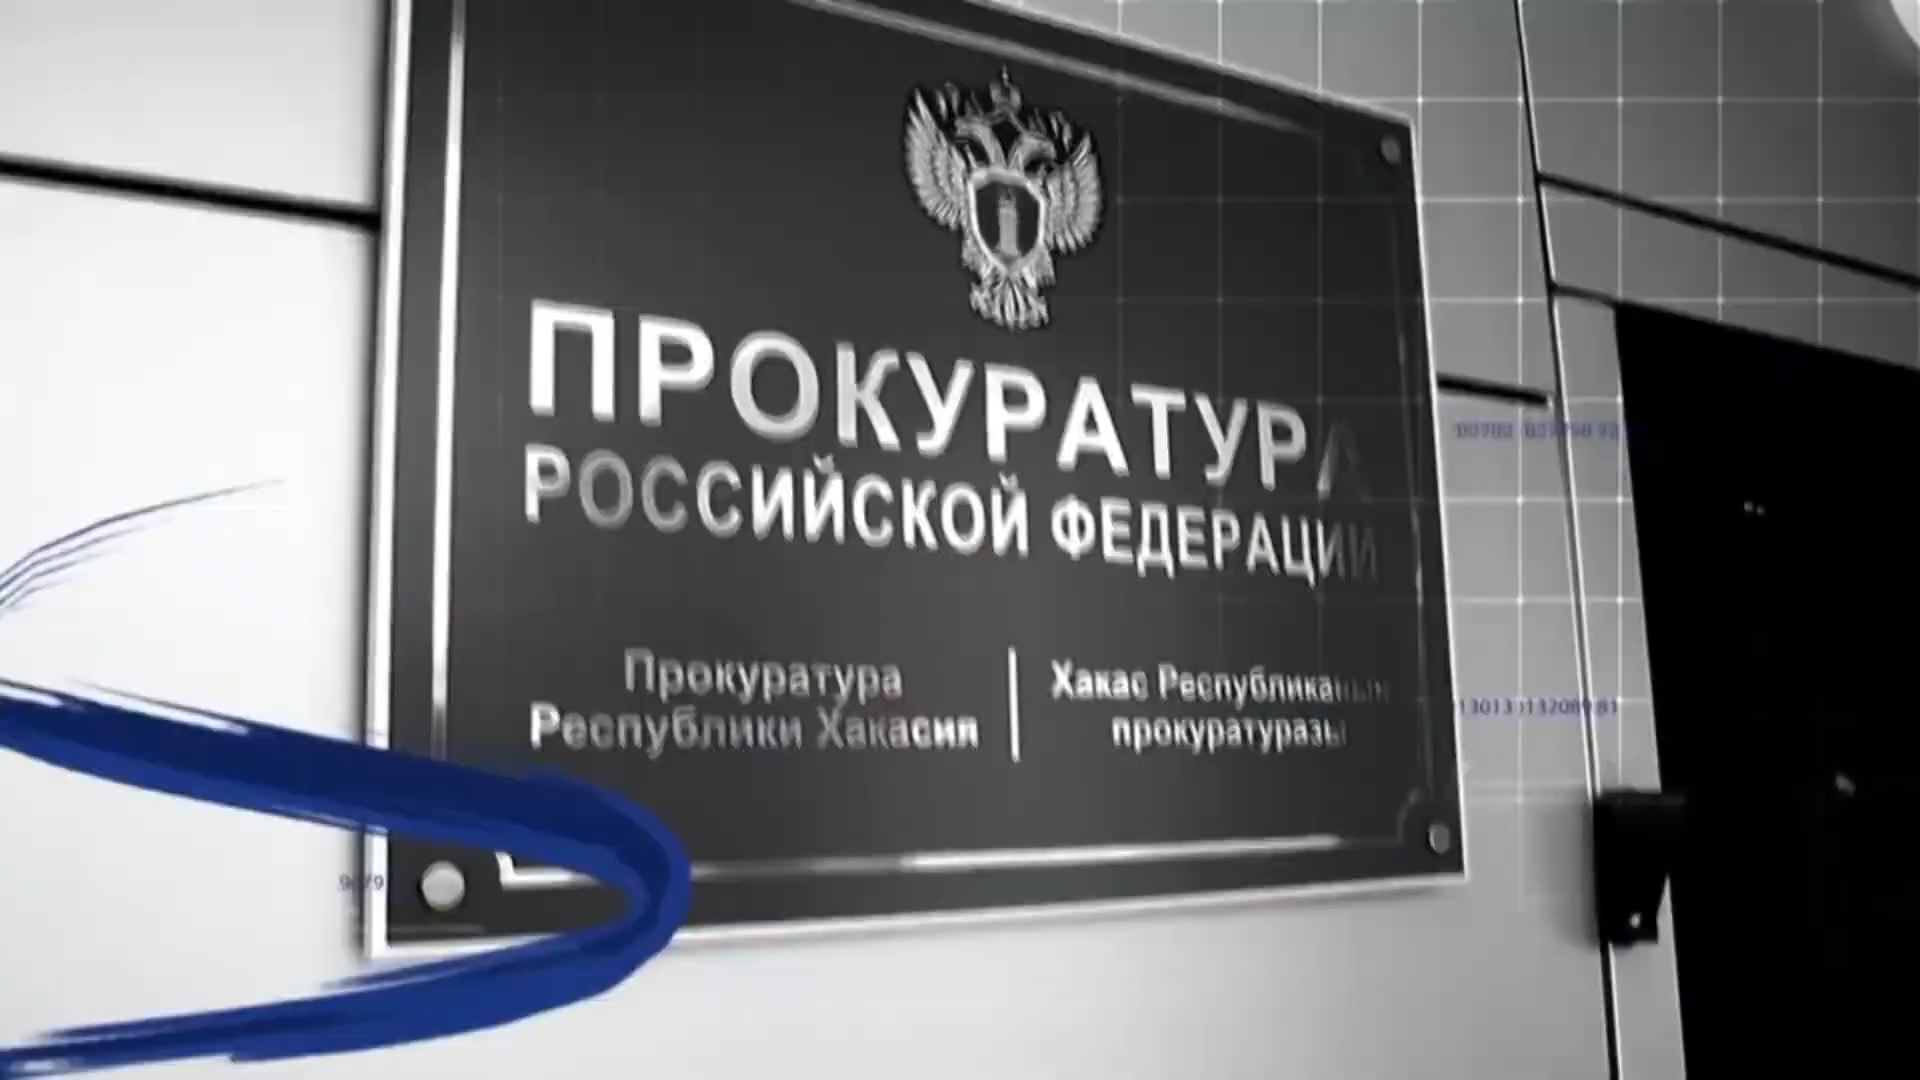 ПРОКУРАТУРА
РОССИЙСКОЙ ФЕДЕРАЦИИ
Прокуратура
Республики Хакасия
Хакас Республиканың
прокуратуразы